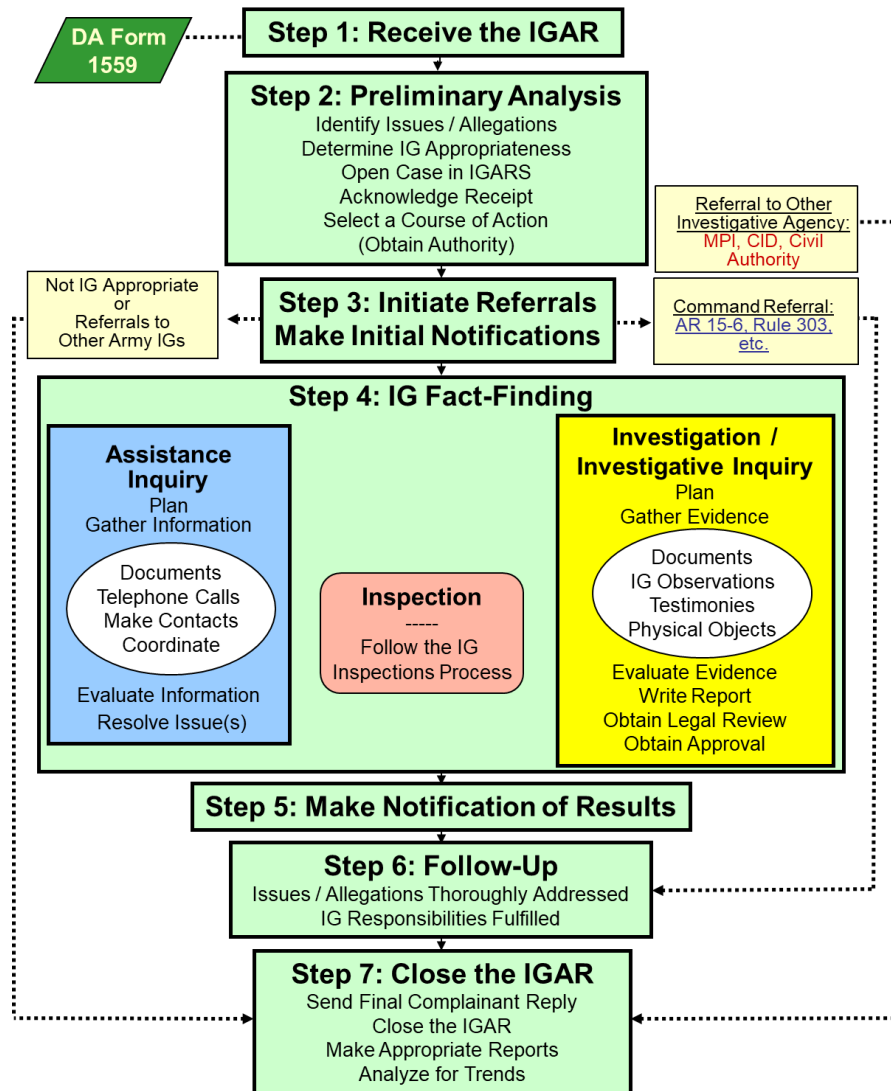 DA Form
1559
Step 1: Receive the IGAR
Step 2: Preliminary Analysis
Identify Issues / Allegations
Determine IG Appropriateness
Open Case in IGARS
Acknowledge Receipt
Select a Course of Action
(Obtain Authority)
Referral to Other
Investigative Agency:
MPI, CID, Civil
Authority
Not IG Appropriate
or
Referrals to
Other Army IGs
Step 3: Initiate Referrals
Make Initial Notifications
Command Referral:
AR 15-6, Rule 303,
etc.
Step 4: IG Fact-Finding
Assistance
Inquiry
Plan
Gather Information
Documents
Telephone Calls
Make Contacts
Coordinate
Evaluate Information
Resolve Issue(s)
Inspection
-----
Follow the IG
Inspections Process
Investigation /
Investigative Inquiry
Plan
Gather Evidence
Documents
IG Observations
Testimonies
Physical Objects
Evaluate Evidence
Write Report
Obtain Legal Review
Obtain Approval
Step 5: Make Notification of Results
Step 6: Follow-Up
Issues / Allegations Thoroughly Addressed
IG Responsibilities Fulfilled
Step 7: Close the IGAR
Send Final Complainant Reply
Close the IGAR
Make Appropriate Reports
Analyze for Trends